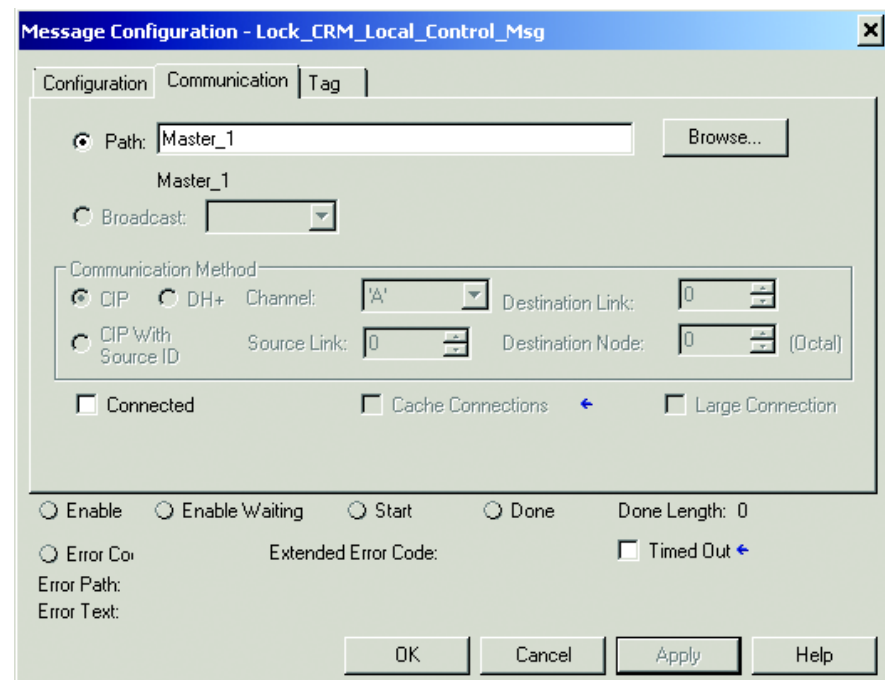 Message Configuration - Lock_CRM_Local_Control_Msg
Configuration Communication Tag
Path: Master_1 Browse...
Master_1
Broadcast:
Communication Method
CIP DH+ Channel: 'A' Destination Link: 0
CIP With Source ID Source Link: 0 Destination Node: 0 (Octal)
Connected Cache Connections Large Connection
Enable Enable Waiting Start Done Done Length: 0
Error Co Extended Error Code: Timed Out
Error Path:
Error Text:
OK Cancel Apply Help